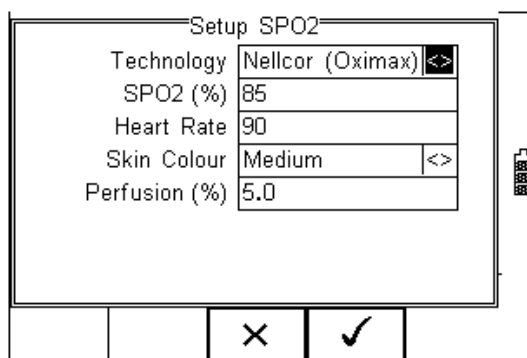 Setup SPO2
Technology Nellcor (Oximax) <>
SPO2 (%) 85
Heart Rate 90
Skin Colour Medium <>
Perfusion (%) 5.0